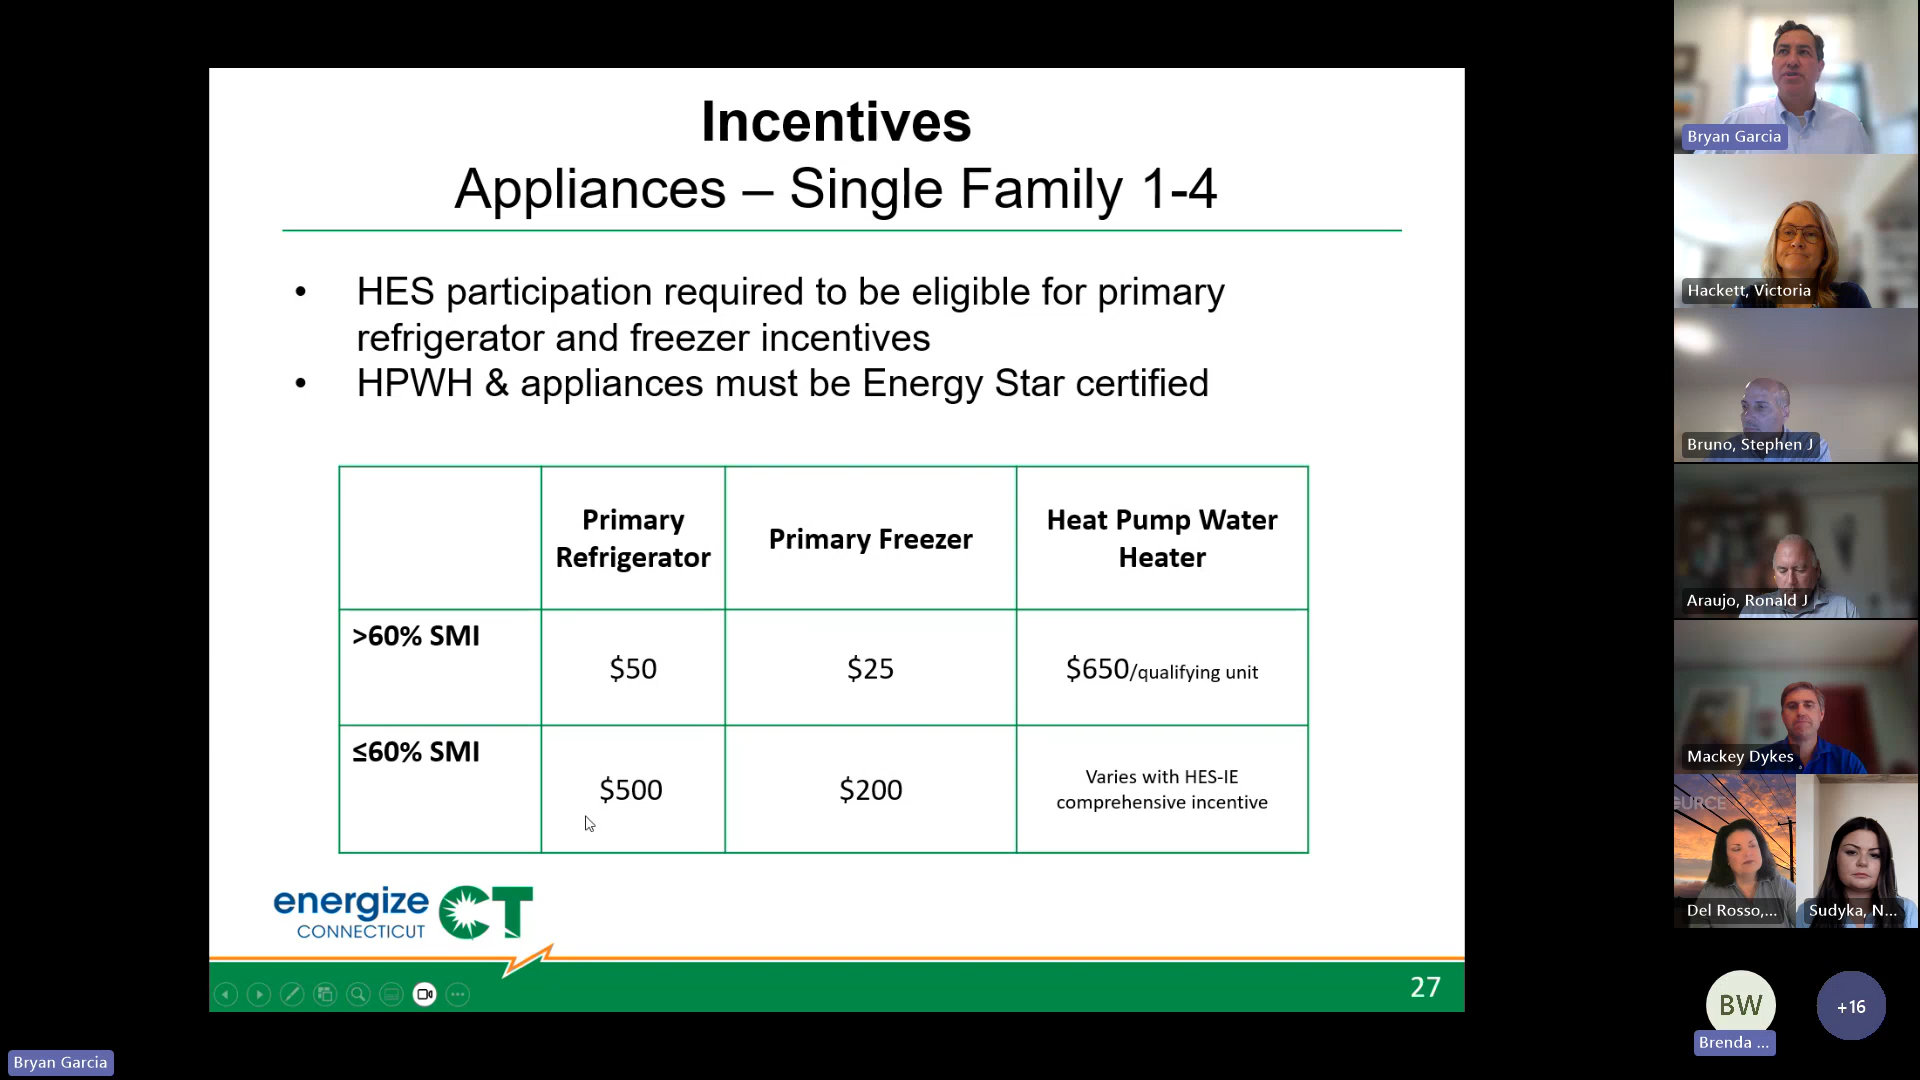 Incentives
Appliances – Single Family 1-4
• HES participation required to be eligible for primary
refrigerator and freezer incentives
• HPWH & appliances must be Energy Star certified
Primary
Refrigerator
Primary Freezer
Heat Pump Water
Heater
>60% SMI
$50
$25
$650/qualifying unit
≤60% SMI
$500
$200
Varies with HES-IE
comprehensive incentive
energize CT
CONNECTICUT
27
Bryan Garcia
Hackett, Victoria
Bruno, Stephen J
Araujo, Ronald J
Mackey Dykes
Del Rosso,...
Sudyka, N...
BW
+16
Brenda ...
Bryan Garcia